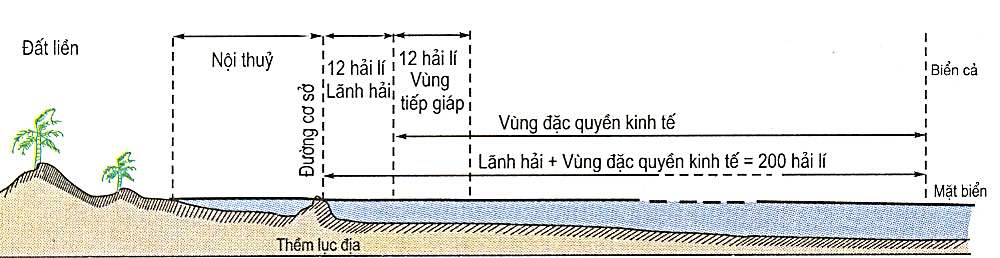 Đất liền
Nội thuỷ
Đường cơ sở
12 hải lí
Lãnh hải
12 hải lí
Vùng
tiếp giáp
Biển cả
Vùng đặc quyền kinh tế
Lãnh hải + Vùng đặc quyền kinh tế = 200 hải lí
Mặt biển
Thềm lục địa